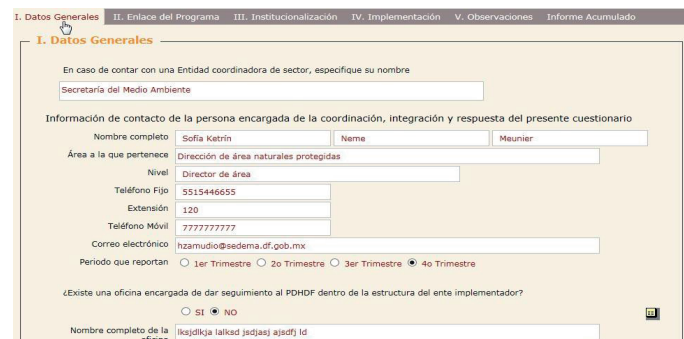 I. Datos Generales II. Enlace del Programa III. Institucionalización IV. Implementación V. Observaciones Informe Acumulado
I. Datos Generales
En caso de contar con una Entidad coordinadora de sector, especifique su nombre
Secretaría del Medio Ambiente
Información de contacto de la persona encargada de la coordinación, integración y respuesta del presente cuestionario
Nombre completo Sofía Ketrín Neme Meunier
Área a la que pertenece Dirección de área naturales protegidas
Nivel Director de área
Teléfono Fijo 5515446655
Extensión 120
Teléfono Móvil 7777777777
Correo electrónico hzamudio@sedema.df.gob.mx
Periodo que reportan 1er Trimestre 2o Trimestre 3er Trimestre 4o Trimestre
¿Existe una oficina encargada de dar seguimiento al PDHDF dentro de la estructura del ente implementador?
SI NO
Nombre completo de la lksjdlkja lalksd jsdjasj ajsdfj ld
oficina